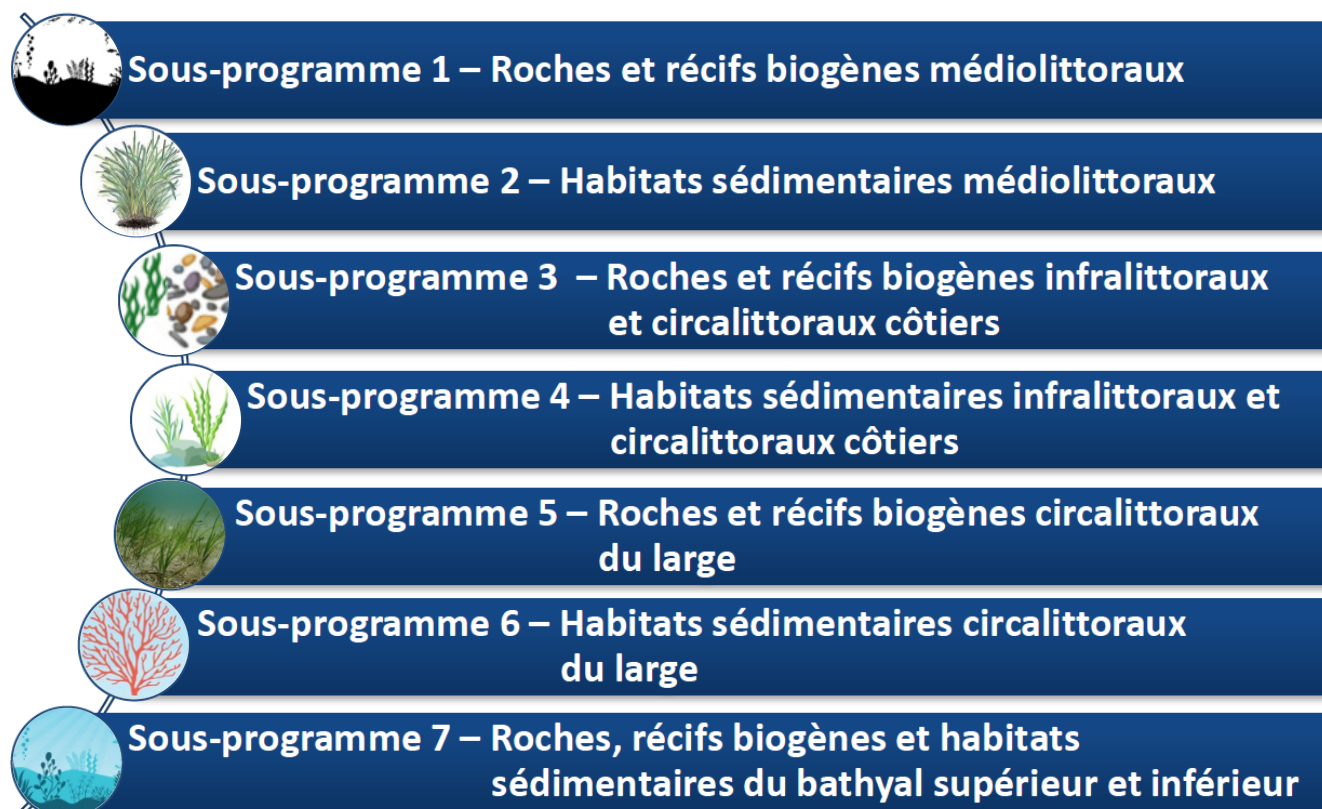 Sous-programme 1 – Roches et récifs biogènes médiolittoraux
Sous-programme 2 – Habitats sédimentaires médiolittoraux
Sous-programme 3 – Roches et récifs biogènes infralittoraux
et circalittoraux côtiers
Sous-programme 4 – Habitats sédimentaires infralittoraux et
circalittoraux côtiers
Sous-programme 5 – Roches et récifs biogènes circalittoraux
du large
Sous-programme 6 – Habitats sédimentaires circalittoraux
du large
Sous-programme 7 – Roches, récifs biogènes et habitats
sédimentaires du bathyal supérieur et inférieur